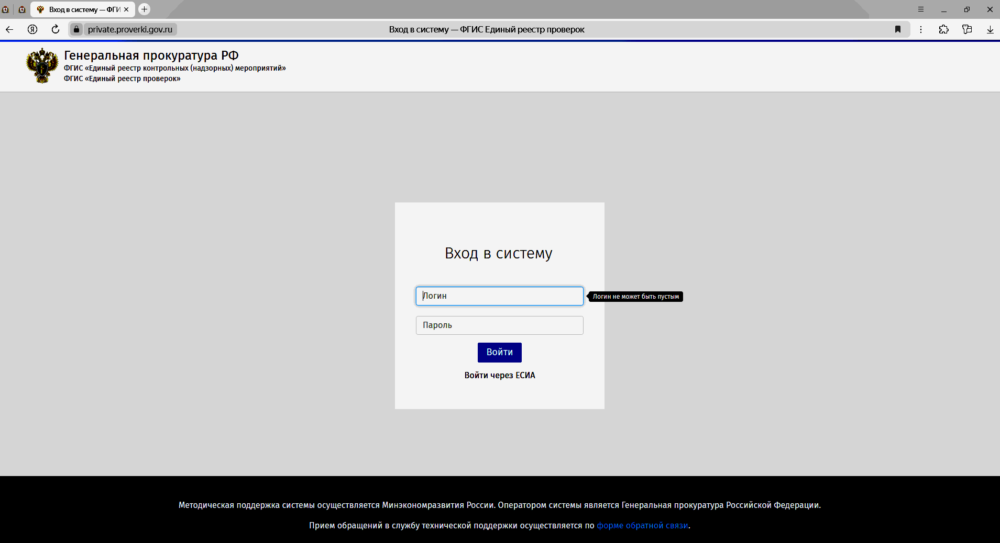 Вход в систему — ФГИ
private.proverki.gov.ru
Вход в систему — ФГИС Единый реестр проверок
Генеральная прокуратура РФ
ФГИС «Единый реестр контрольных (надзорных) мероприятий»
ФГИС «Единый реестр проверок»
Вход в систему
Логин
Логин не может быть пустым
Пароль
Войти
Войти через ЕСИА
Методическая поддержка системы осуществляется Минэкономразвития России. Оператором системы является Генеральная прокуратура Российской Федерации.
Прием обращений в службу технической поддержки осуществляется по форме обратной связи.